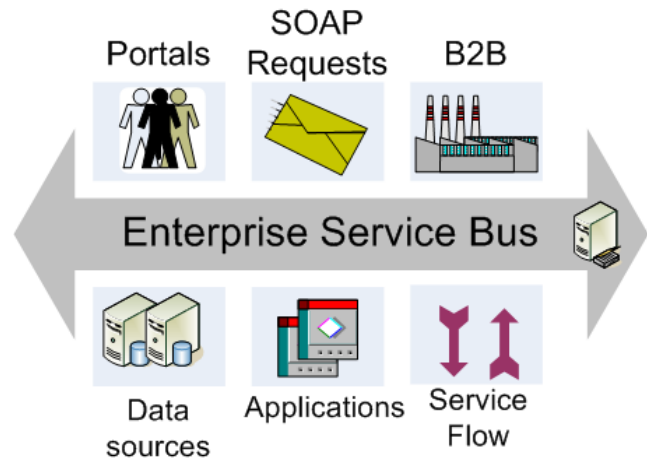 Portals
SOAP
Requests
B2B
Enterprise Service Bus
Data
sources
Applications
Service
Flow